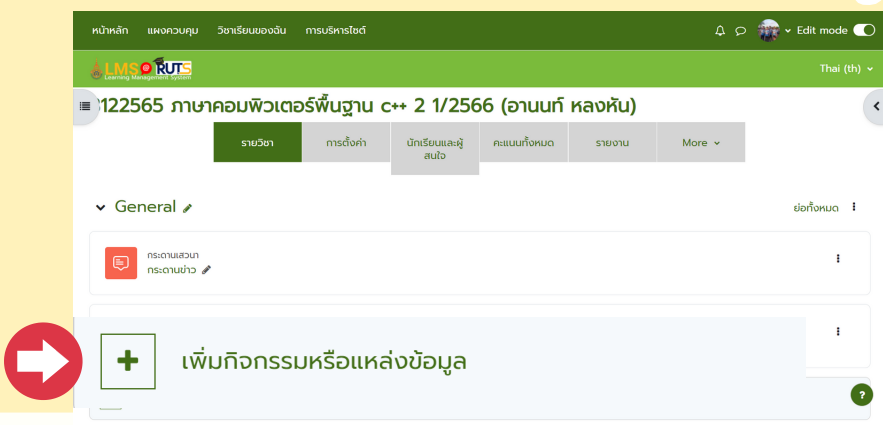 หน้าหลัก แผงควบคุม วิชาเรียนของฉัน การบริหารไซต์ Edit mode
LMS@RUTS
Learning Management System
Thai (th)
122565 ภาษาคอมพิวเตอร์พื้นฐาน c++ 2 1/2566 (อานนท์ หลงหัน)
รายวิชา การตั้งค่า นักเรียนและผู้สนใจ คะแนนทั้งหมด รายงาน More
General ย่อทั้งหมด
กระดานเสวนา
กระดานข่าว
เพิ่มกิจกรรมหรือแหล่งข้อมูล
?